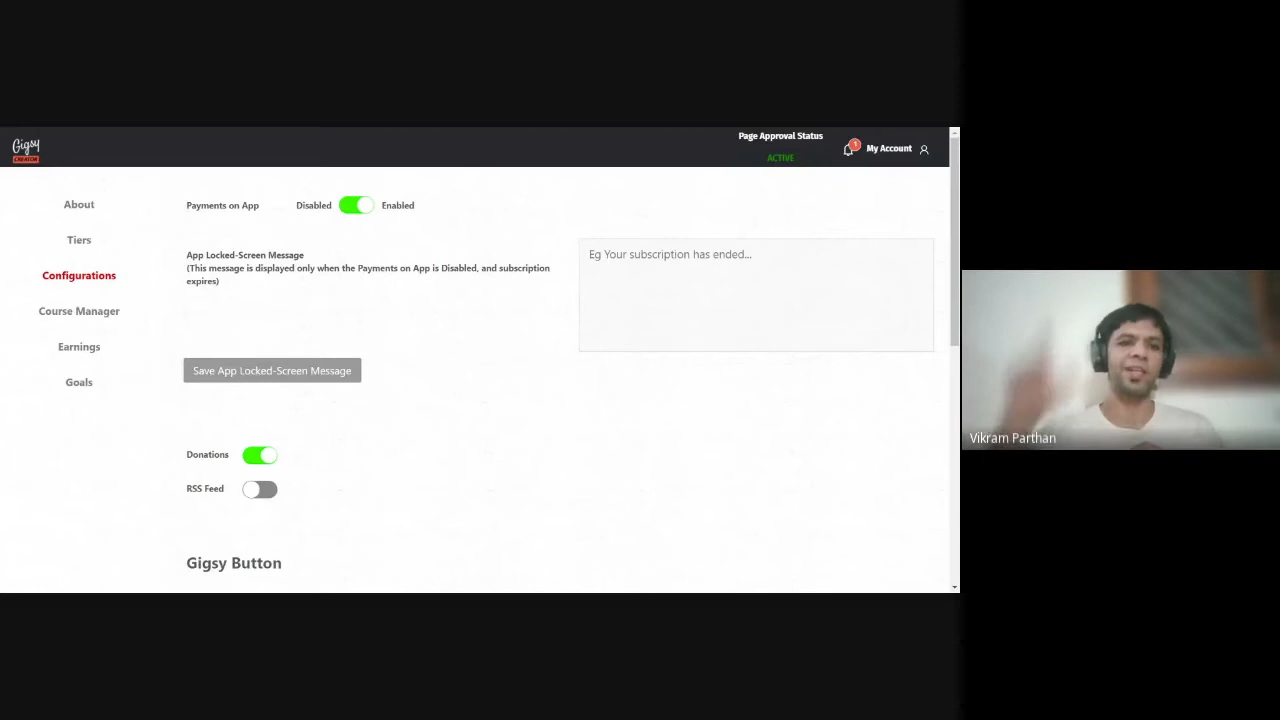 Gigsy
CREATOR
Page Approval Status
ACTIVE
1
My Account
About
Tiers
Configurations
Course Manager
Earnings
Goals
Payments on App
Disabled
Enabled
App Locked-Screen Message
(This message is displayed only when the Payments on App is Disabled, and subscription
expires)
Eg Your subscription has ended...
Save App Locked-Screen Message
Donations
RSS Feed
Gigsy Button
Vikram Parthan